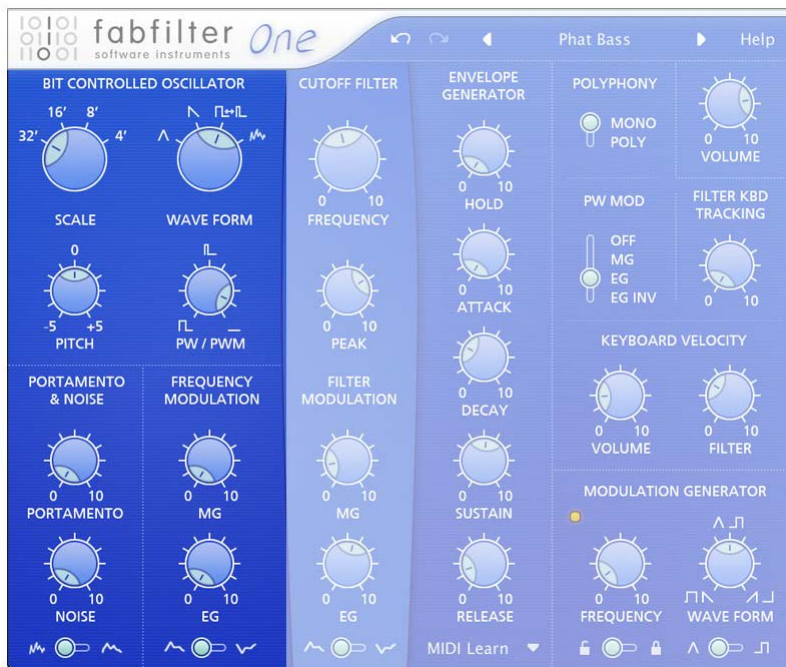 fabfilter One
software instruments
Phat Bass
Help
BIT CONTROLLED OSCILLATOR
16' 8'
32' 4'
SCALE
WAVE FORM
0
-5 +5
PITCH
PW / PWM
PORTAMENTO
& NOISE
0 10
PORTAMENTO
0 10
NOISE
FREQUENCY
MODULATION
0 10
MG
0 10
EG
CUTOFF FILTER
0 10
FREQUENCY
0 10
PEAK
FILTER
MODULATION
0 10
MG
0 10
EG
ENVELOPE
GENERATOR
0 10
HOLD
0 10
ATTACK
0 10
DECAY
0 10
SUSTAIN
0 10
RELEASE
MIDI Learn
POLYPHONY
MONO
POLY
0 10
VOLUME
PW MOD
OFF
MG
EG
EG INV
FILTER KBD
TRACKING
0 10
KEYBOARD VELOCITY
0 10
VOLUME
0 10
FILTER
MODULATION GENERATOR
0 10
FREQUENCY
WAVE FORM